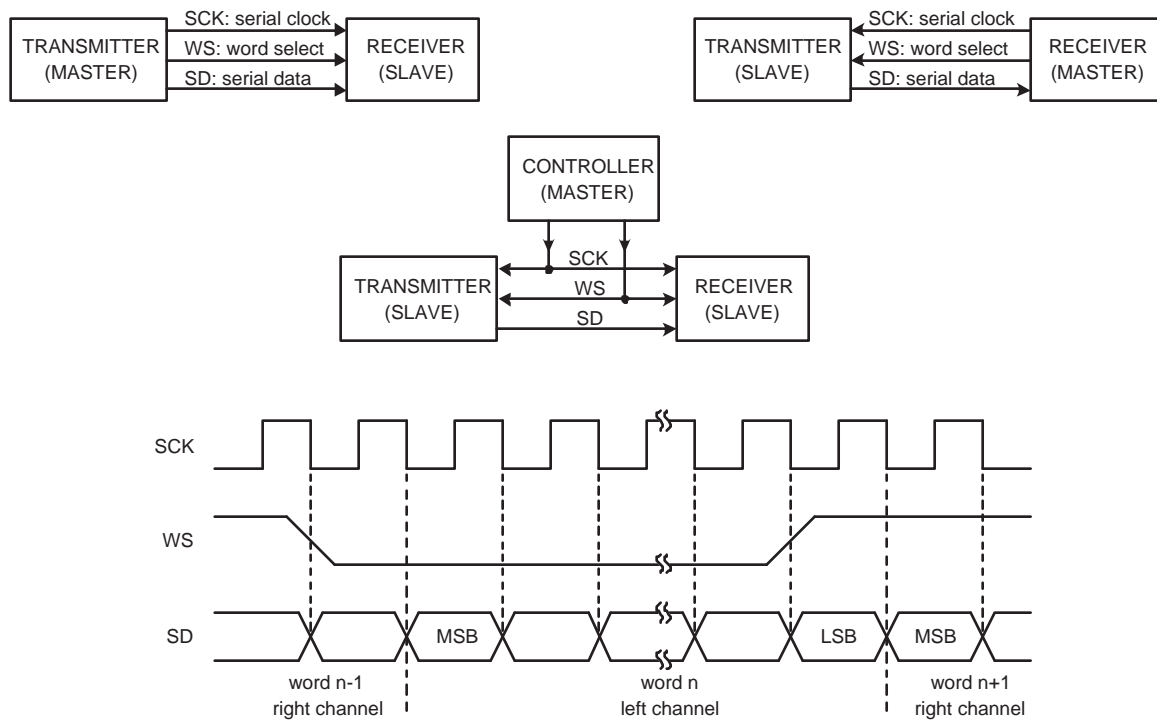 SCK: serial clock
TRANSMITTER
(MASTER)
WS: word select
SD: serial data
RECEIVER
(SLAVE)
TRANSMITTER
(SLAVE)
SCK: serial clock
WS: word select
SD: serial data
RECEIVER
(MASTER)
CONTROLLER
(MASTER)
TRANSMITTER
(SLAVE)
SCK
WS
SD
RECEIVER
(SLAVE)
SCK
WS
SD
MSB
LSB
MSB
word n-1
right channel
word n
left channel
word n+1
right channel